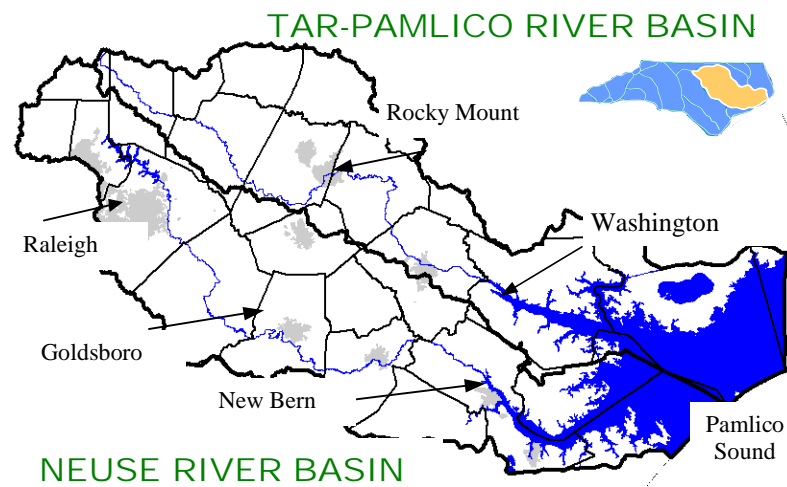 TAR-PAMLICO RIVER BASIN
Rocky Mount
Washington
Raleigh
Goldsboro
New Bern
Pamlico
Sound
NEUSE RIVER BASIN